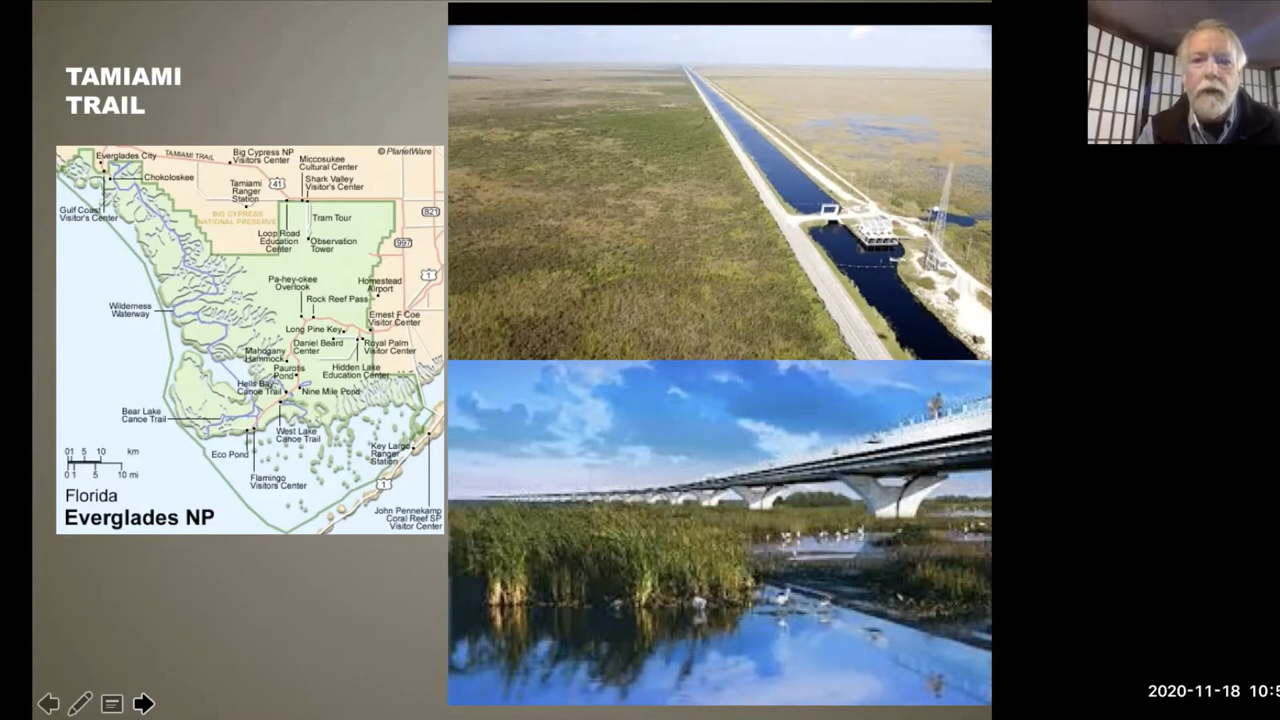 TAMIAMI
TRAIL
© PlanetWare
Everglades City
TAMIAMI TRAIL
Big Cypress NP
Visitors Center
Miccosukee
Cultural Center
Chokoloskee
Tamiami
Ranger
Station
41
Shark Valley
Visitor's Center
Gulf Coast
Visitor's Center
BIG CYPRESS
NATIONAL PRESERVE
821
Tram Tour
Loop Road
Education
Center
Observation
Tower
997
1
Pa-hey-okee
Overlook
Homestead
Airport
Rock Reef Pass
Wilderness
Waterway
Ernest F Coe
Visitor Center
Long Pine Key
Daniel Beard
Center
Royal Palm
Visitor Center
Mahogany
Hammock
Paurotis
Pond
Hidden Lake
Education Center
Hells Bay
Canoe Trail
Nine Mile Pond
Bear Lake
Canoe Trail
West Lake
Canoe Trail
Eco Pond
Key Largo
Ranger
Station
Flamingo
Visitors Center
1
01 5 10 km
0 1 5 10 mi
John Pennekamp
Coral Reef SP
Visitor Center
Florida
Everglades NP
2020-11-18 10:5